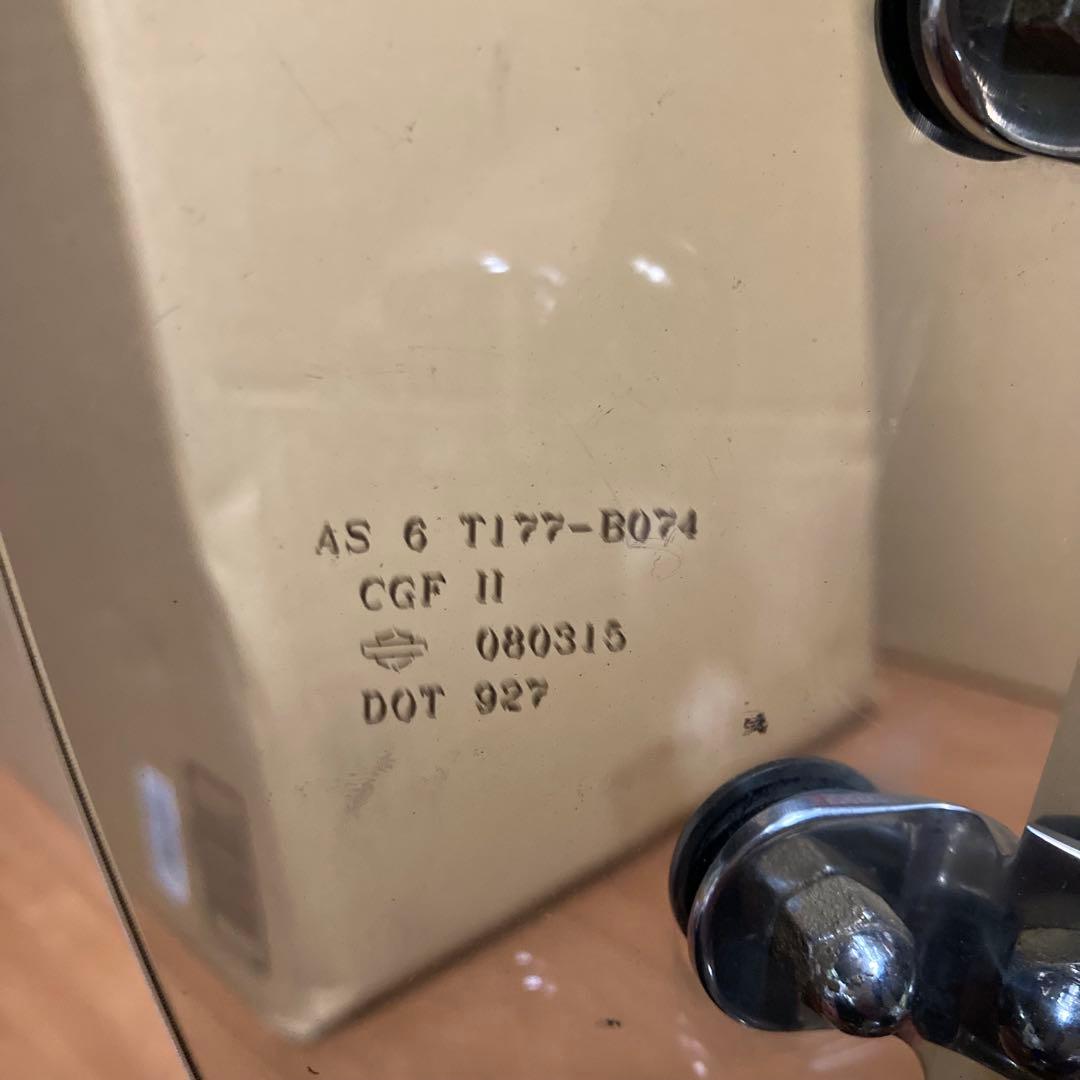 AS 6 T177-B074
CGF II
080315
DOT 927